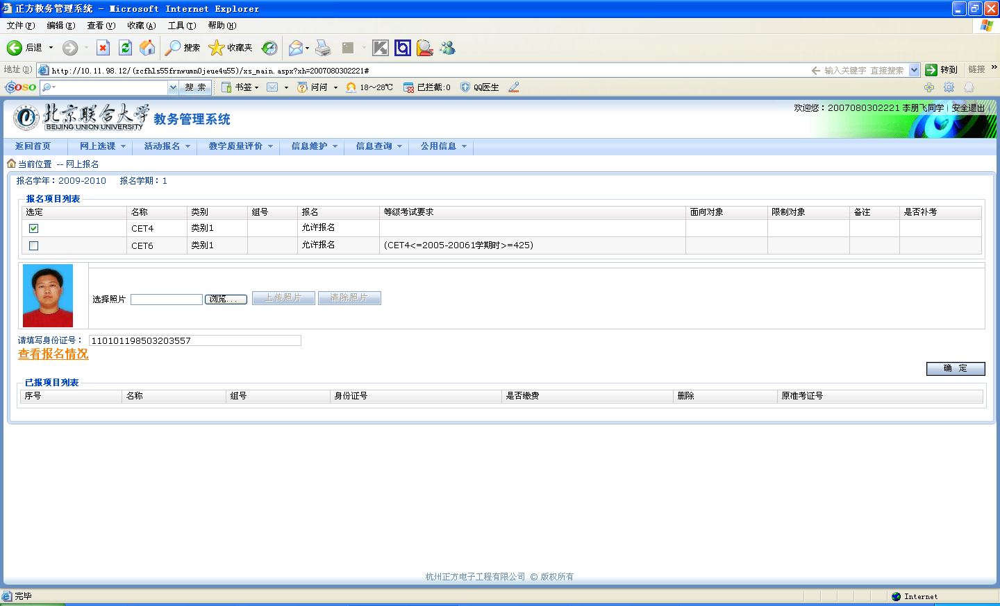 正方教务管理系统 - Microsoft Internet Explorer
文件(F) 编辑(E) 查看(V) 收藏(A) 工具(T) 帮助(H)
后退 搜索 收藏夹
地址(D) http://10.11.98.12/(zcfhls55frnwumn0jeue4u55)/xs_main.aspx?xh=2007080302221# 输入关键字 直接搜索 转到 链接 »
SOSO 搜 索 书签 问问 18～28℃ 已拦截:0 QQ医生
北京联合大学 教务管理系统 欢迎您：2007080302221 李朋飞同学 | 安全退出
BEIJING UNION UNIVERSITY
返回首页 网上选课 活动报名 教学质量评价 信息维护 信息查询 公用信息
当前位置 -- 网上报名
报名学年：2009-2010 报名学期：1
报名项目列表
选定 名称 类别 组号 报名 等级考试要求 面向对象 限制对象 备注 是否补考
CET4 类别1 允许报名
CET6 类别1 允许报名 (CET4<=2005-20061学期时>=425)
选择照片 浏览... 上传照片 清除照片
请填写身份证号： 110101198503203557
查看报名情况
确 定
已报项目列表
序号 名称 组号 身份证号 是否缴费 删除 原准考证号
杭州正方电子工程有限公司 © 版权所有
完毕 Internet